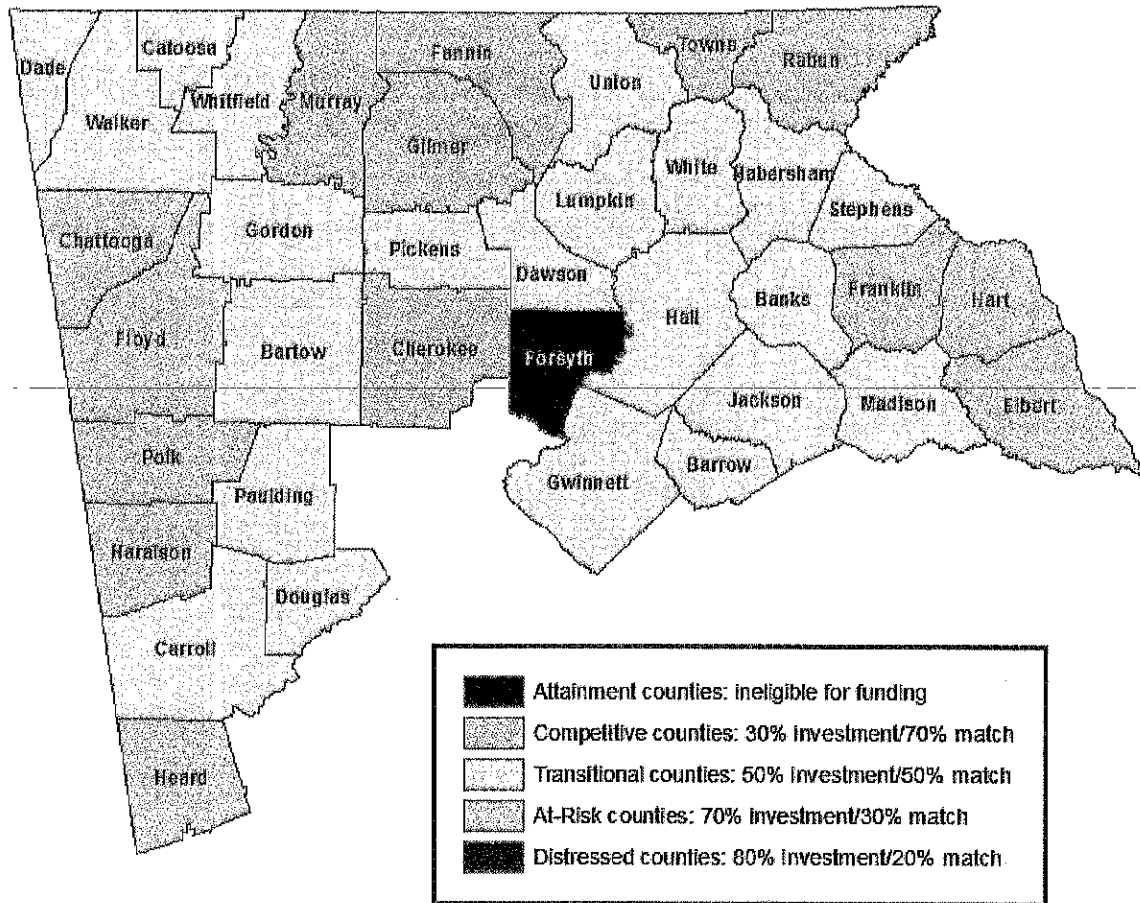 Dade
Catoosa
Whitfield
Murray
Fannin
Union
Towns
Rabun
Walker
Gilmer
White
Habersham
Lumpkin
Stephens
Chattooga
Gordon
Pickens
Dawson
Hall
Banks
Franklin
Hart
Floyd
Bartow
Cherokee
Forsyth
Jackson
Madison
Elbert
Polk
Paulding
Gwinnett
Barrow
Haralson
Douglas
Carroll
Heard
Attainment counties: ineligible for funding
Competitive counties: 30% investment/70% match
Transitional counties: 50% investment/50% match
At-Risk counties: 70% investment/30% match
Distressed counties: 80% investment/20% match